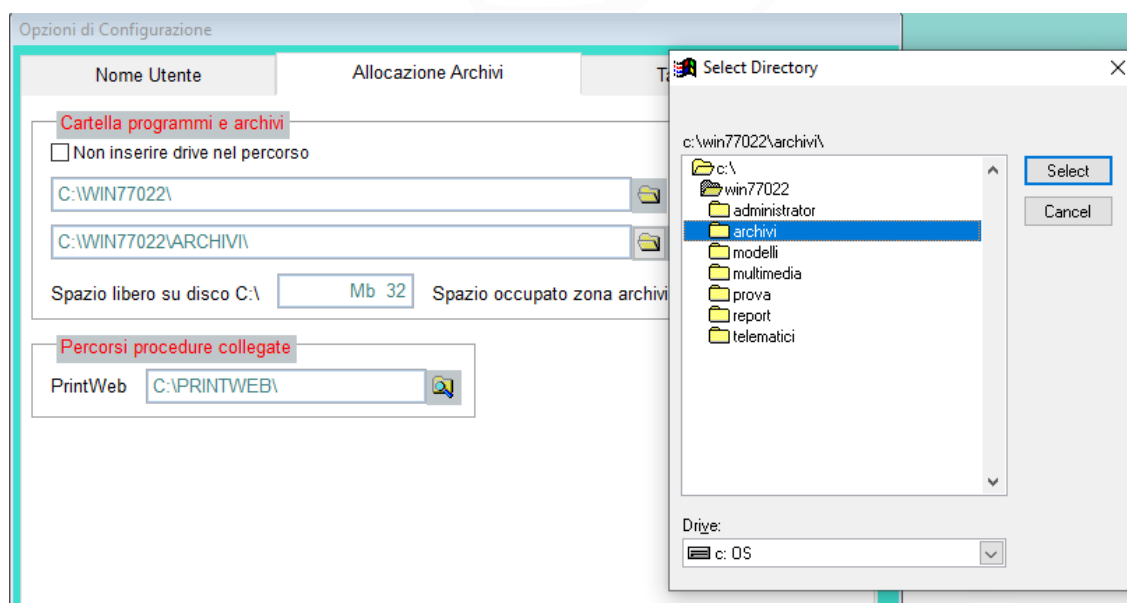 Opzioni di Configurazione
Nome Utente
Allocazione Archivi
Cartella programmi e archivi
Non inserire drive nel percorso
C:\WIN77022\
C:\WIN77022\ARCHIVI\
Spazio libero su disco C:\ Mb 32 Spazio occupato zona archivi
Percorsi procedure collegate
PrintWeb C:\PRINTWEB\
Select Directory
c:\win77022\archivi\
c:\
win77022
administrator
archivi
modelli
multimedia
prova
report
telematici
Select
Cancel
Drive:
c: OS